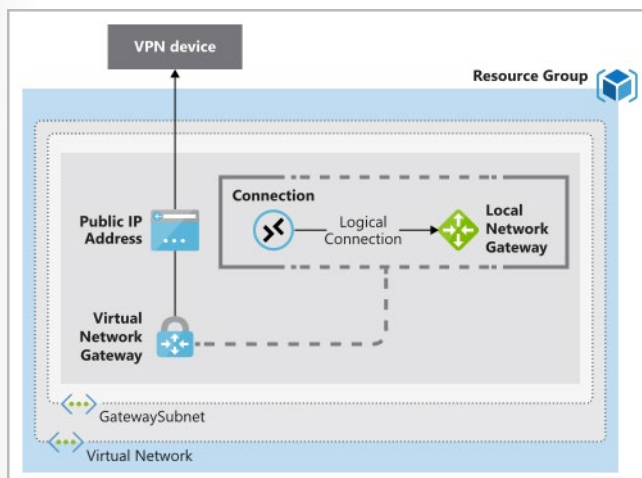 VPN device
Resource Group
Public IP
Address
Connection
Logical
Connection
Local
Network
Gateway
Virtual
Network
Gateway
GatewaySubnet
Virtual Network